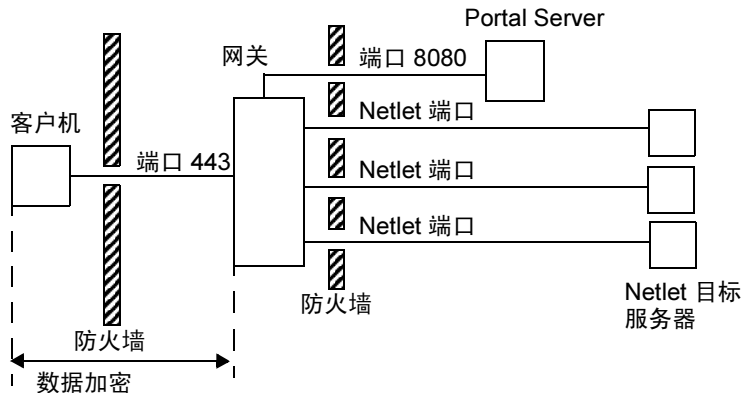 Portal Server
网关
端口 8080
客户机
Netlet 端口
端口 443
Netlet 端口
Netlet 端口
防火墙
Netlet 目标
服务器
防火墙
数据加密